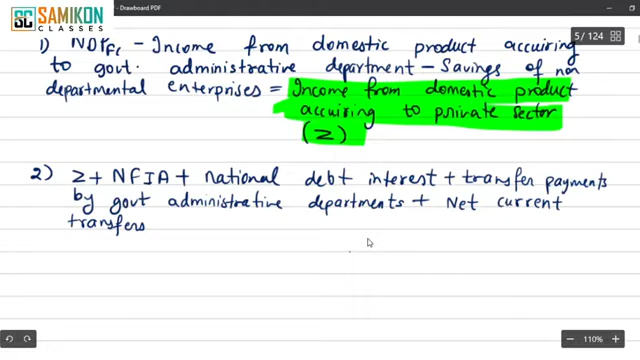 SC SAMIKON CLASSES
- Drawboard PDF
5 / 124
1) NDPFC - Income from domestic product acquiring
to govt. administrative department - Savings of non
departmental enterprises = Income from domestic product
acquiring to private sector
(Z)
2) Z + NFIA + national debt interest + transfer payments
by govt administrative departments + Net current
transfers
110%